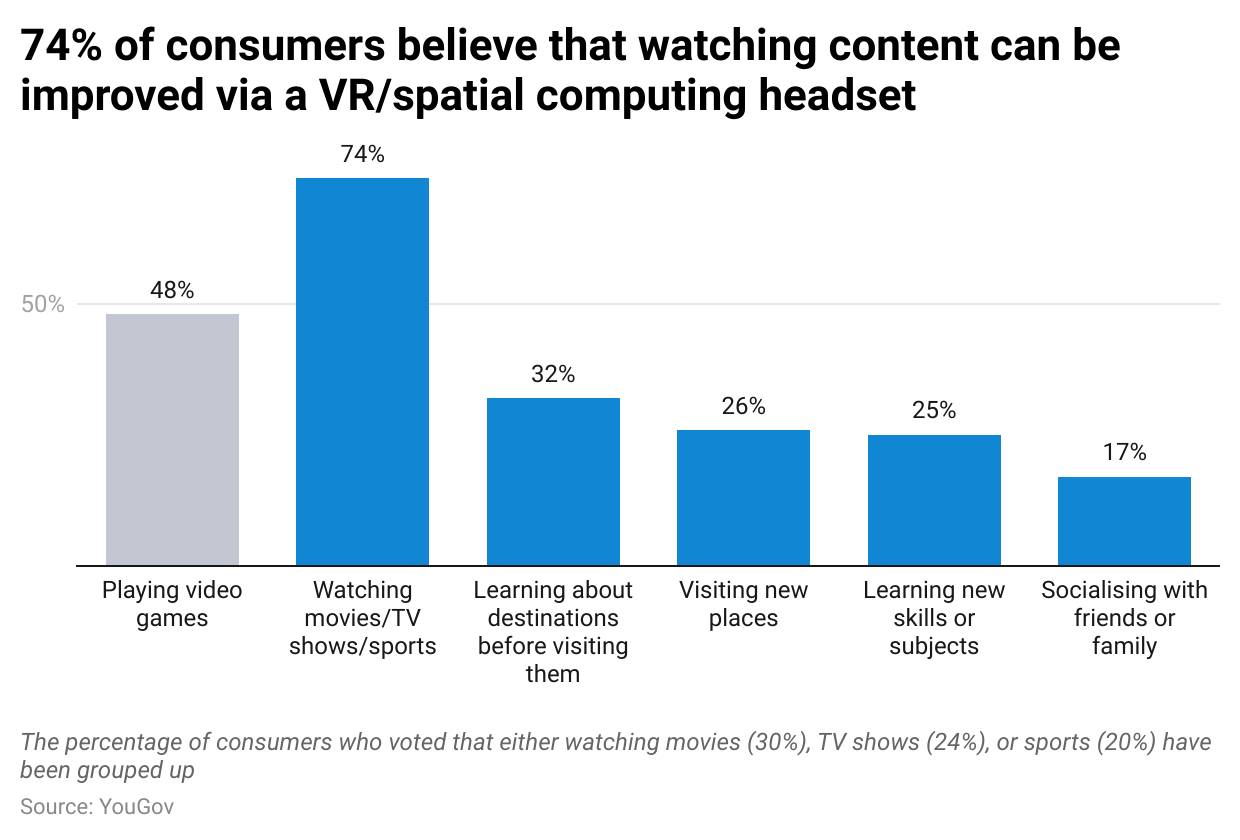 74% of consumers believe that watching content can be
improved via a VR/spatial computing headset
74%
48%
50%
32%
26%
25%
17%
Playing video
games
Watching
movies/TV
shows/sports
Learning about
destinations
before visiting
them
Visiting new
places
Learning new
skills or
subjects
Socialising with
friends or
family
The percentage of consumers who voted that either watching movies (30%), TV shows (24%), or sports (20%) have
been grouped up
Source: YouGov